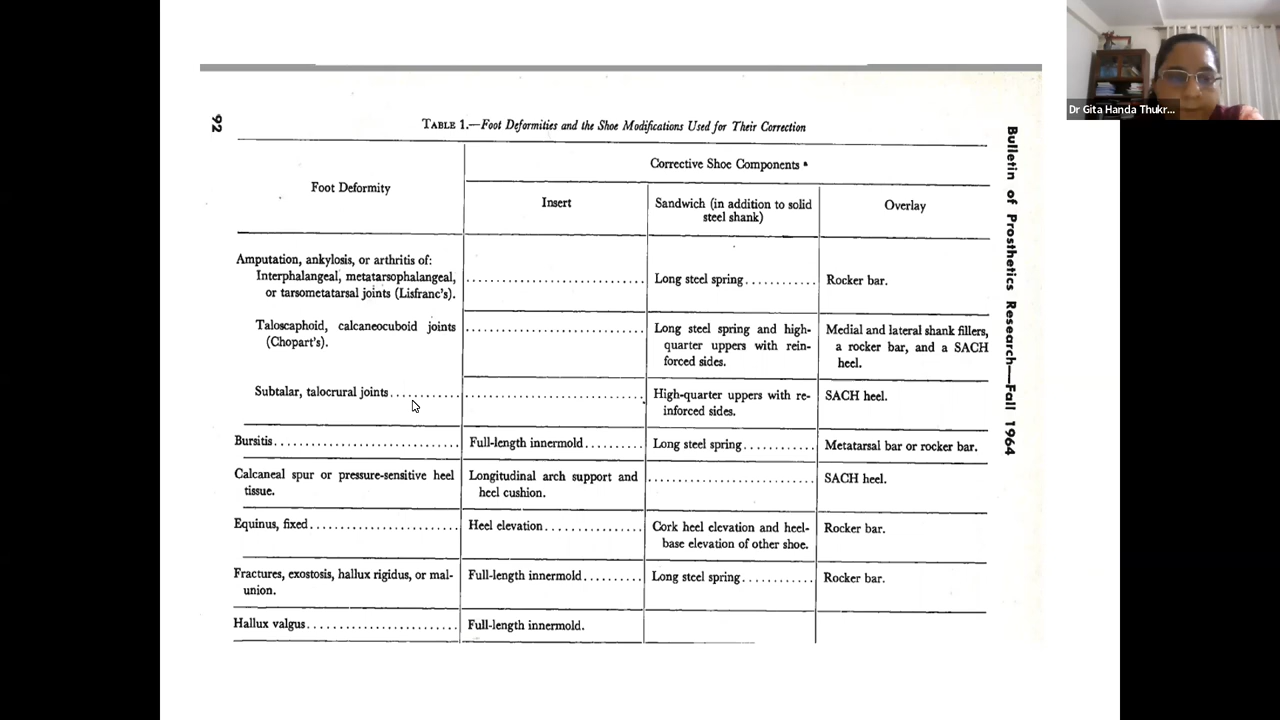 Dr Gita Handa Thukr...
92
TABLE 1.—Foot Deformities and the Shoe Modifications Used for Their Correction
Foot Deformity
Corrective Shoe Components a
Insert
Sandwich (in addition to solid
steel shank)
Overlay
Amputation, ankylosis, or arthritis of:
Interphalangeal, metatarsophalangeal,
or tarsometatarsal joints (Lisfranc's).
Long steel spring
Rocker bar.
Taloscaphoid, calcaneocuboid joints
(Chopart's).
Long steel spring and high-
quarter uppers with rein-
forced sides.
Medial and lateral shank fillers,
a rocker bar, and a SACH
heel.
Subtalar, talocrural joints
High-quarter uppers with re-
inforced sides.
SACH heel.
Bursitis
Full-length innermold
Long steel spring
Metatarsal bar or rocker bar.
Calcaneal spur or pressure-sensitive heel
tissue.
Longitudinal arch support and
heel cushion.
SACH heel.
Equinus, fixed
Heel elevation
Cork heel elevation and heel-
base elevation of other shoe.
Rocker bar.
Fractures, exostosis, hallux rigidus, or mal-
union.
Full-length innermold
Long steel spring
Rocker bar.
Hallux valgus
Full-length innermold.
Bulletin of Prosthetics Research—Fall 1964